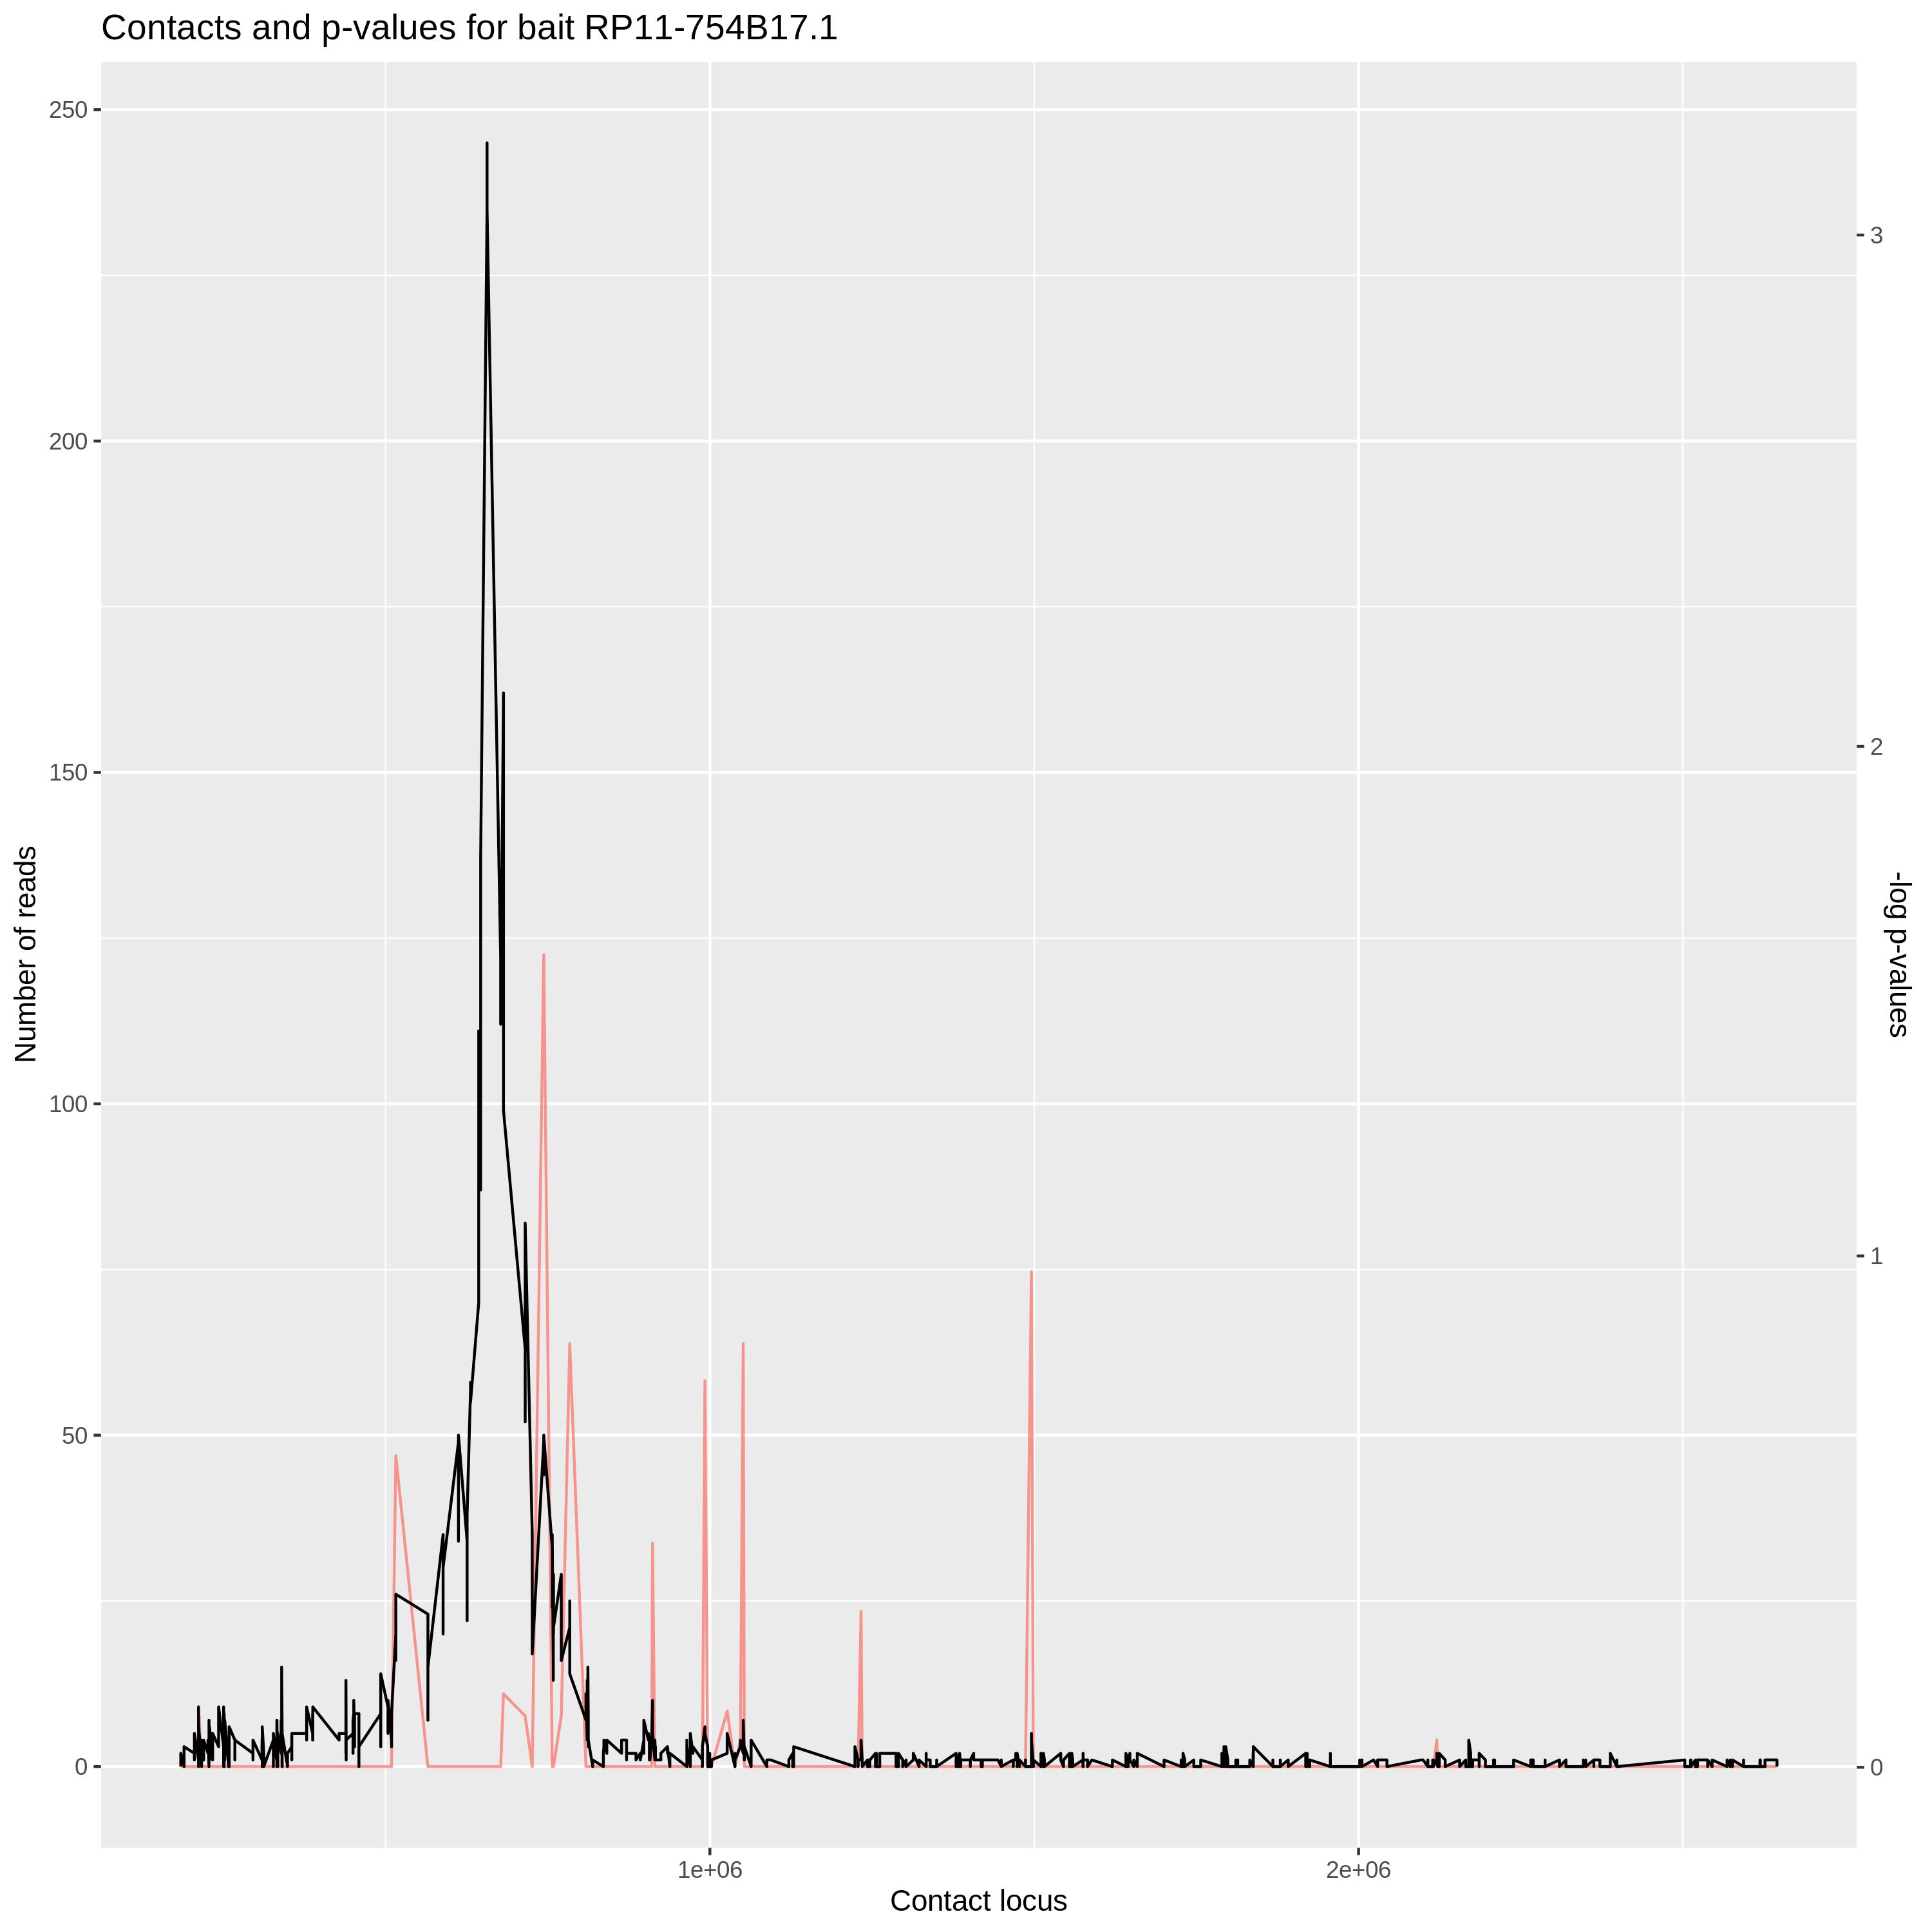 Contacts and p-values for bait RP11-754B17.1
Number of reads
250
200
150
100
50
0
3
2
1
0
-log p-values
1e+06
2e+06
Contact locus